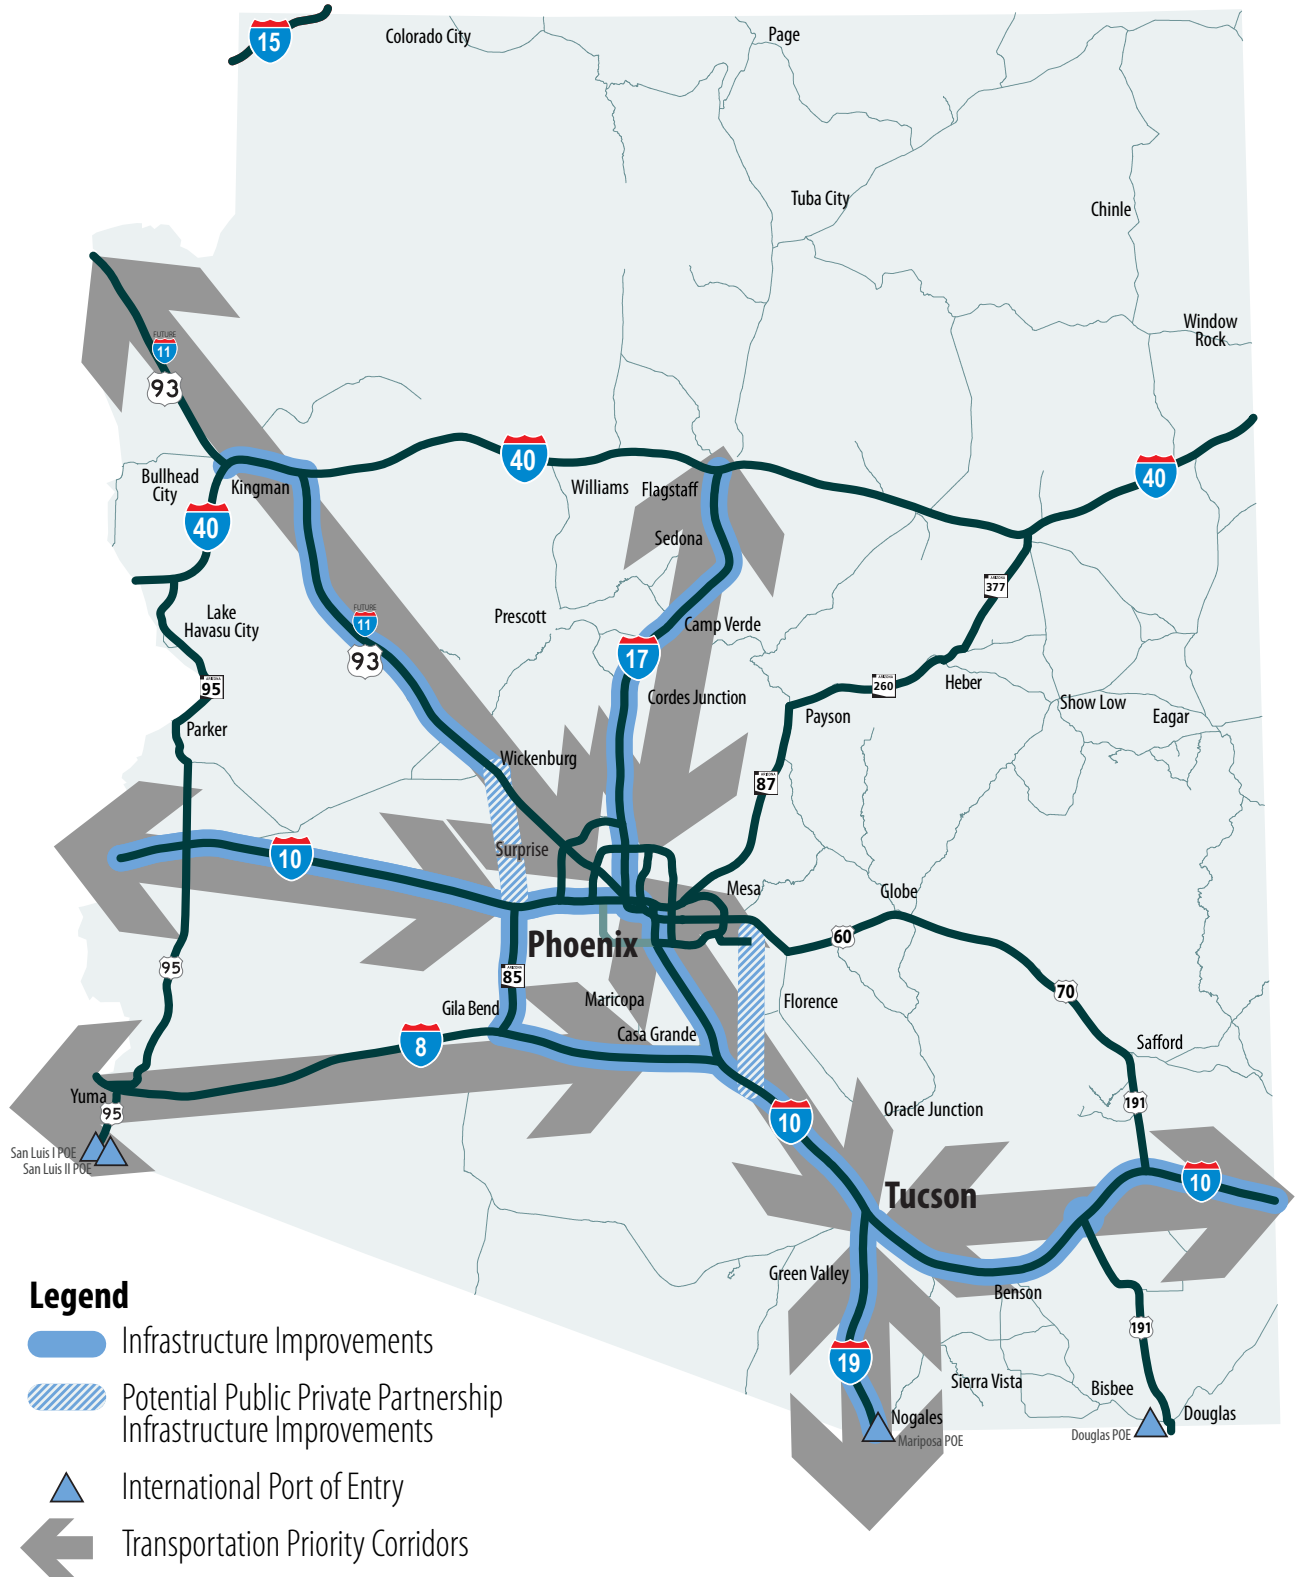 15
Colorado City
Page
Tuba City
Chinle
Window
Rock
FUTURE
11
93
40
40
Bullhead
City
Kingman
Williams
Flagstaff
40
Sedona
ARIZONA
377
Lake
Havasu City
FUTURE
11
93
Prescott
Camp Verde
17
ARIZONA
95
Cordes Junction
ARIZONA
260
Heber
Show Low
Eagar
Payson
Parker
Wickenburg
ARIZONA
87
10
Surprise
Mesa
Globe
Phoenix
60
95
ARIZONA
85
70
Gila Bend
Maricopa
Florence
8
Casa Grande
Safford
Yuma
95
191
Oracle Junction
10
San Luis I POE
San Luis II POE
Tucson
10
Green Valley
Benson
191
19
Sierra Vista
Bisbee
Douglas
Nogales
Mariposa POE
Douglas POE
Legend
Infrastructure Improvements
Potential Public Private Partnership
Infrastructure Improvements
International Port of Entry
Transportation Priority Corridors